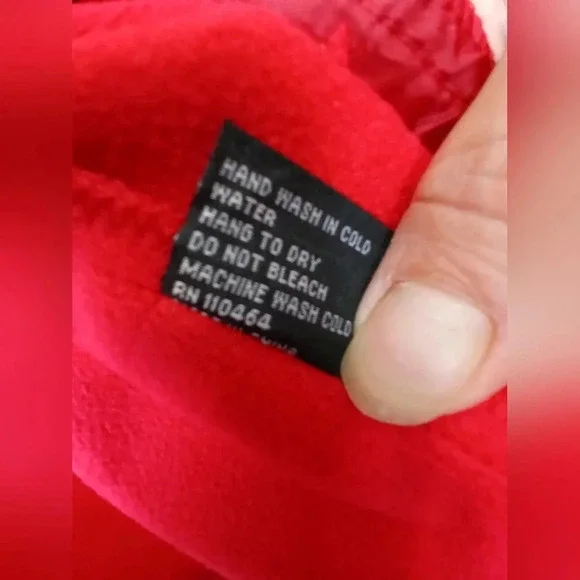 HAND WASH IN COLD
WATER
HANG TO DRY
DO NOT BLEACH
MACHINE WASH COLD
RN 110464